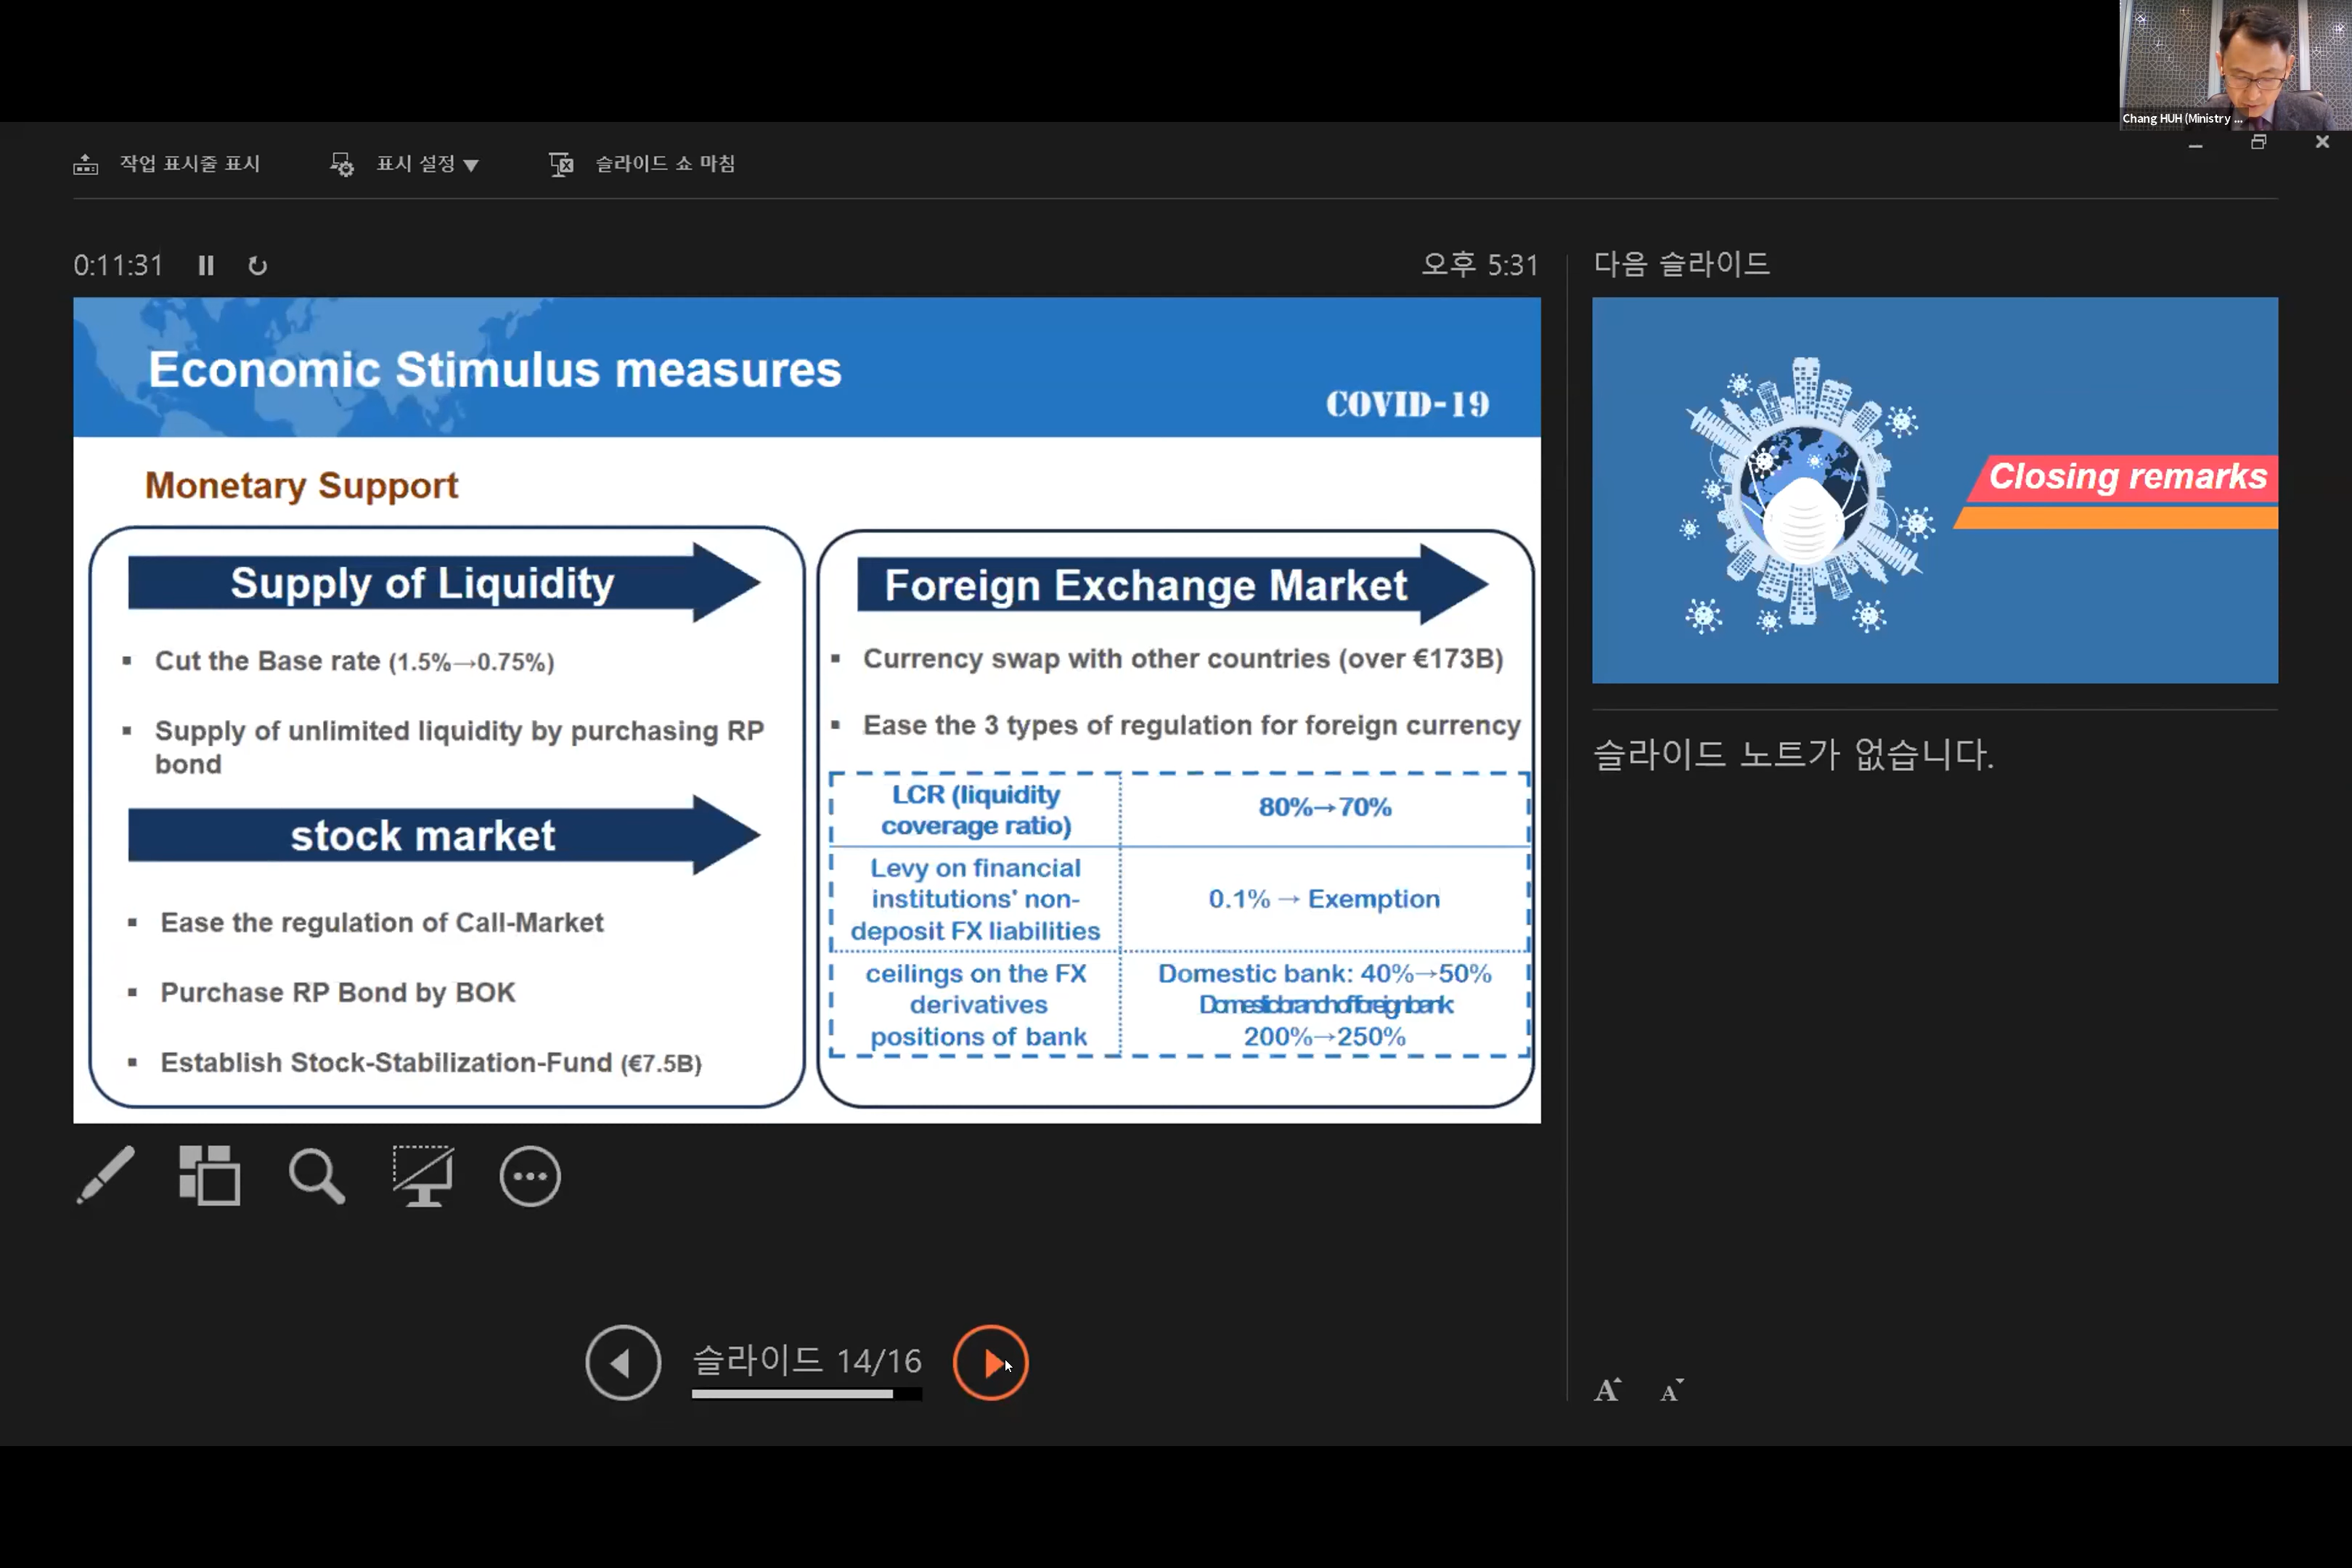 Chang HUH (Ministry ...
작업 표시줄 표시
표시 설정
슬라이드 쇼 마침
0:11:31
오후 5:31
다음 슬라이드
Economic Stimulus measures
COVID-19
Monetary Support
Supply of Liquidity
▪ Cut the Base rate (1.5%→0.75%)
▪ Supply of unlimited liquidity by purchasing RP
bond
stock market
▪ Ease the regulation of Call-Market
▪ Purchase RP Bond by BOK
▪ Establish Stock-Stabilization-Fund (€7.5B)
Foreign Exchange Market
▪ Currency swap with other countries (over €173B)
▪ Ease the 3 types of regulation for foreign currency
LCR (liquidity
coverage ratio)
80%→70%
Levy on financial
institutions' non-
deposit FX liabilities
0.1% → Exemption
ceilings on the FX
derivatives
positions of bank
Domestic bank: 40%→50%
Domestic branch of foreign bank
200%→250%
Closing remarks
슬라이드 노트가 없습니다.
슬라이드 14/16
A A